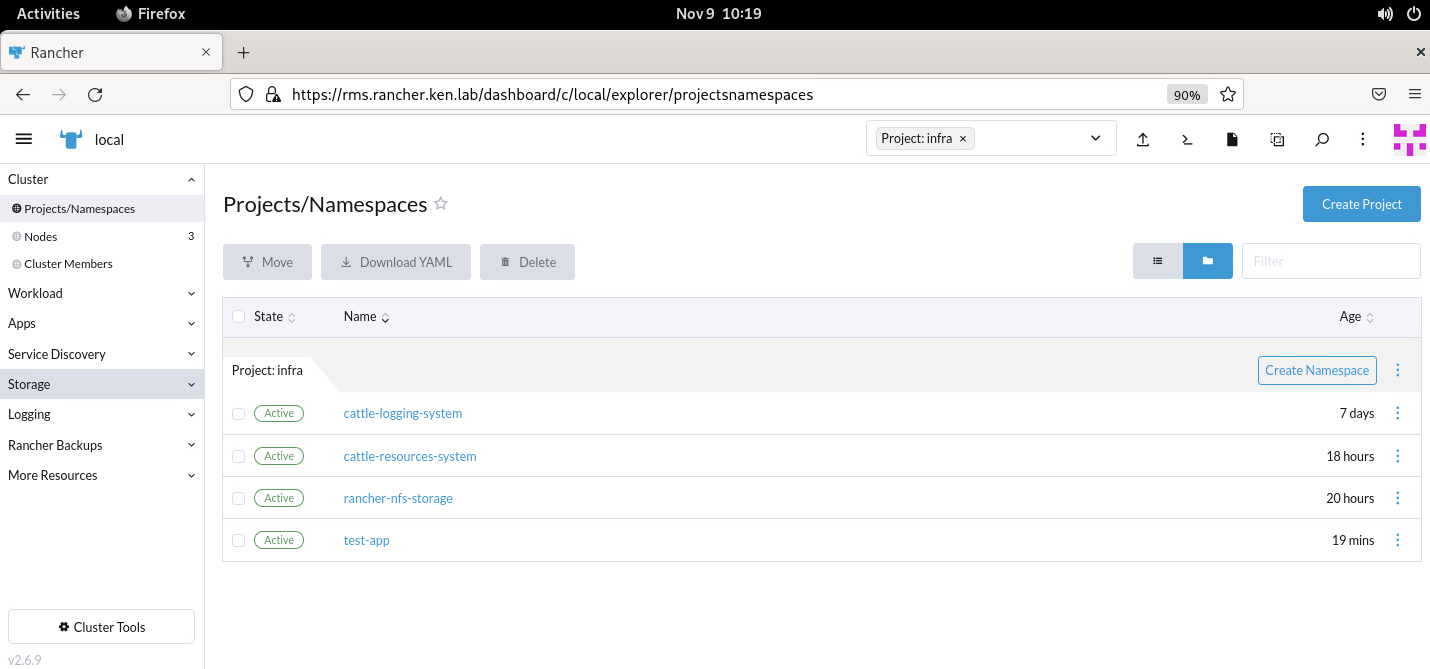 Activities Firefox Nov 9 10:19
Rancher
https://rms.rancher.ken.lab/dashboard/c/local/explorer/projectsnamespaces 90%
local Project: infra
Cluster
Projects/Namespaces
Nodes 3
Cluster Members
Workload
Apps
Service Discovery
Storage
Logging
Rancher Backups
More Resources
Cluster Tools
v2.6.9
Projects/Namespaces Create Project
Move Download YAML Delete Filter
State Name Age
Project: infra Create Namespace
Active cattle-logging-system 7 days
Active cattle-resources-system 18 hours
Active rancher-nfs-storage 20 hours
Active test-app 19 mins